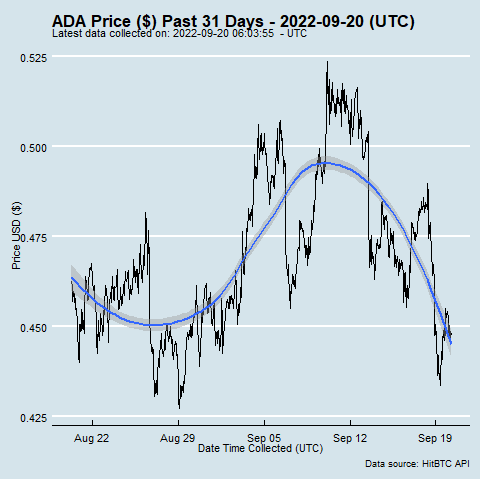 ADA Price ($) Past 31 Days - 2022-09-20 (UTC)
Latest data collected on: 2022-09-20 06:03:55  - UTC
0.525
0.500
0.475
0.450
0.425
Price USD ($)
Aug 22
Aug 29
Sep 05
Sep 12
Sep 19
Date Time Collected (UTC)
Data source: HitBTC API